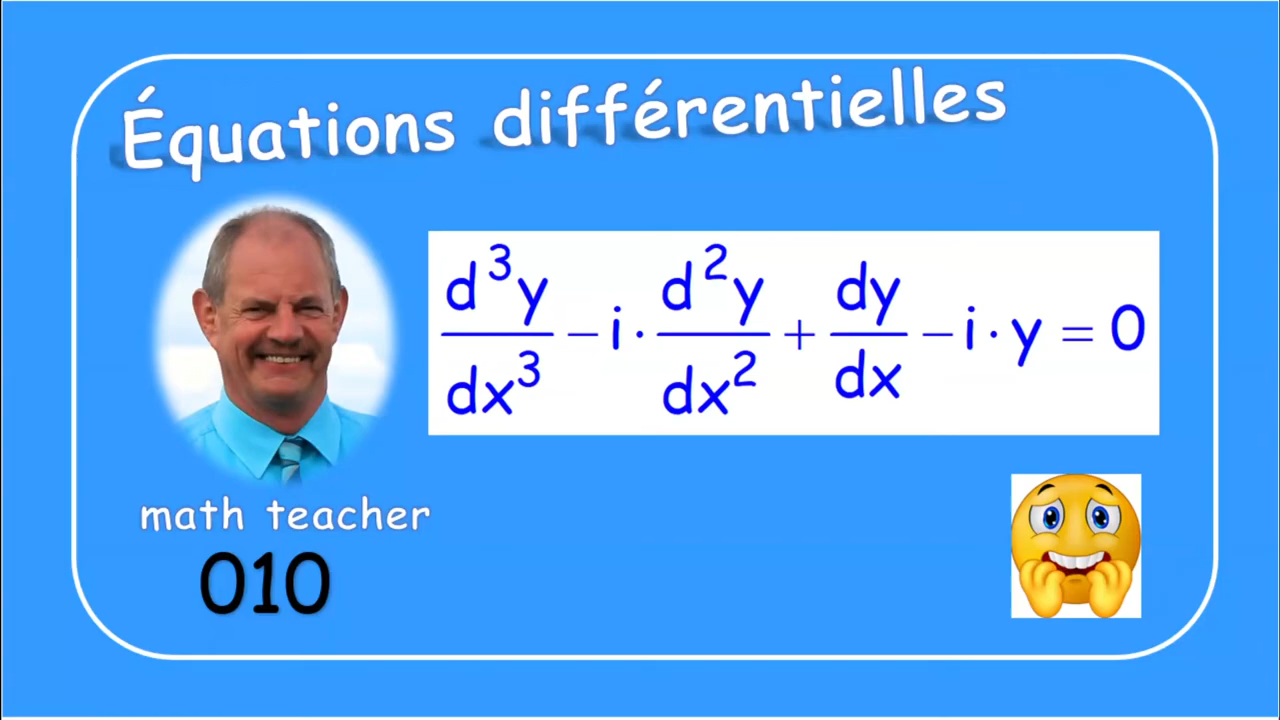 Équations différentielles
d³y/dx³ − i · d²y/dx² + dy/dx − i · y = 0
math teacher
010